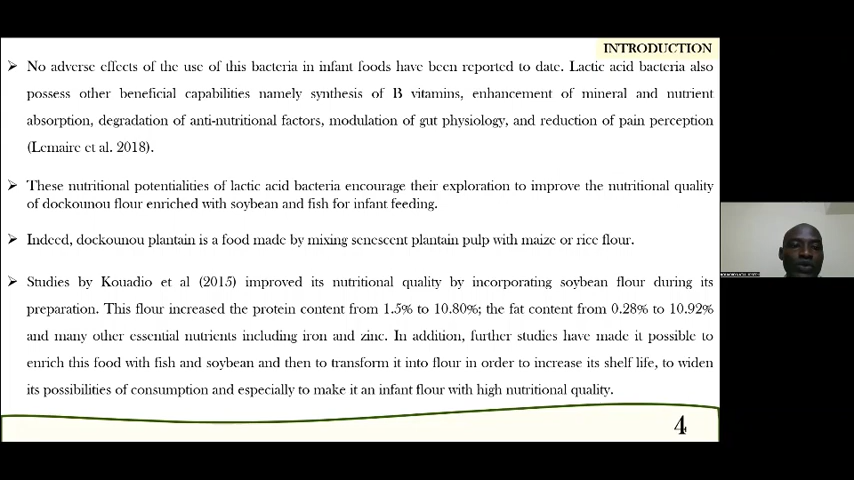 INTRODUCTION
➢ No adverse effects of the use of this bacteria in infant foods have been reported to date. Lactic acid bacteria also
possess other beneficial capabilities namely synthesis of B vitamins, enhancement of mineral and nutrient
absorption, degradation of anti-nutritional factors, modulation of gut physiology, and reduction of pain perception
(Lemaire et al. 2018).
➢ These nutritional potentialities of lactic acid bacteria encourage their exploration to improve the nutritional quality
of dockounou flour enriched with soybean and fish for infant feeding.
➢ Indeed, dockounou plantain is a food made by mixing senescent plantain pulp with maize or rice flour.
➢ Studies by Kouadio et al (2015) improved its nutritional quality by incorporating soybean flour during its
preparation. This flour increased the protein content from 1.5% to 10.80%; the fat content from 0.28% to 10.92%
and many other essential nutrients including iron and zinc. In addition, further studies have made it possible to
enrich this food with fish and soybean and then to transform it into flour in order to increase its shelf life, to widen
its possibilities of consumption and especially to make it an infant flour with high nutritional quality.
4